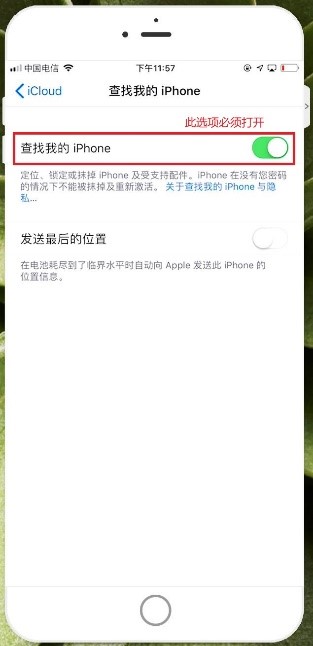 中国电信 下午11:57
iCloud 查找我的 iPhone
此选项必须打开
查找我的 iPhone
定位、锁定或抹掉 iPhone 及受支持配件。iPhone 在没有您密码
的情况下不能被抹掉及重新激活。关于查找我的 iPhone 与隐
私...
发送最后的位置
在电池耗尽到了临界水平时自动向 Apple 发送此 iPhone 的
位置信息。